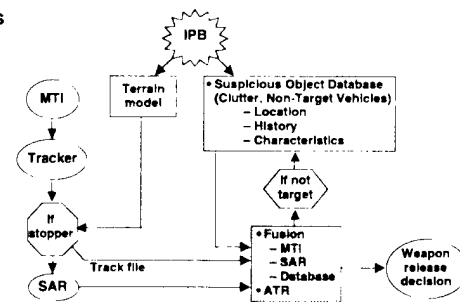 s
IPB
Terrain
model
• Suspicious Object Database
(Clutter, Non-Target Vehicles)
– Location
– History
– Characteristics
MTI
Tracker
If not
target
If
stopper
Track file
• Fusion
– MTI
– SAR
– Database
• ATR
Weapon
release
decision
SAR